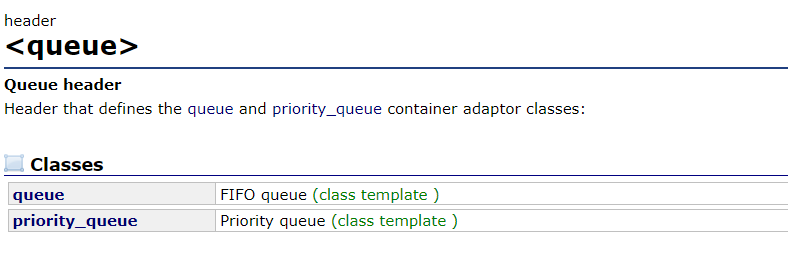 header
<queue>
Queue header
Header that defines the queue and priority_queue container adaptor classes:
Classes
queue FIFO queue (class template )
priority_queue Priority queue (class template )